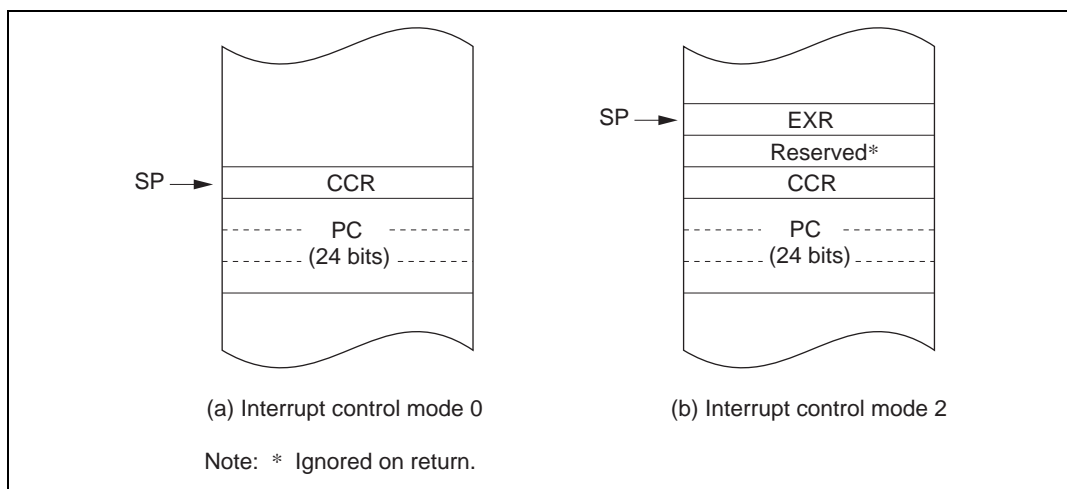 SP
CCR
PC
(24 bits)
(a) Interrupt control mode 0
SP
EXR
Reserved*
CCR
PC
(24 bits)
(b) Interrupt control mode 2
Note: * Ignored on return.